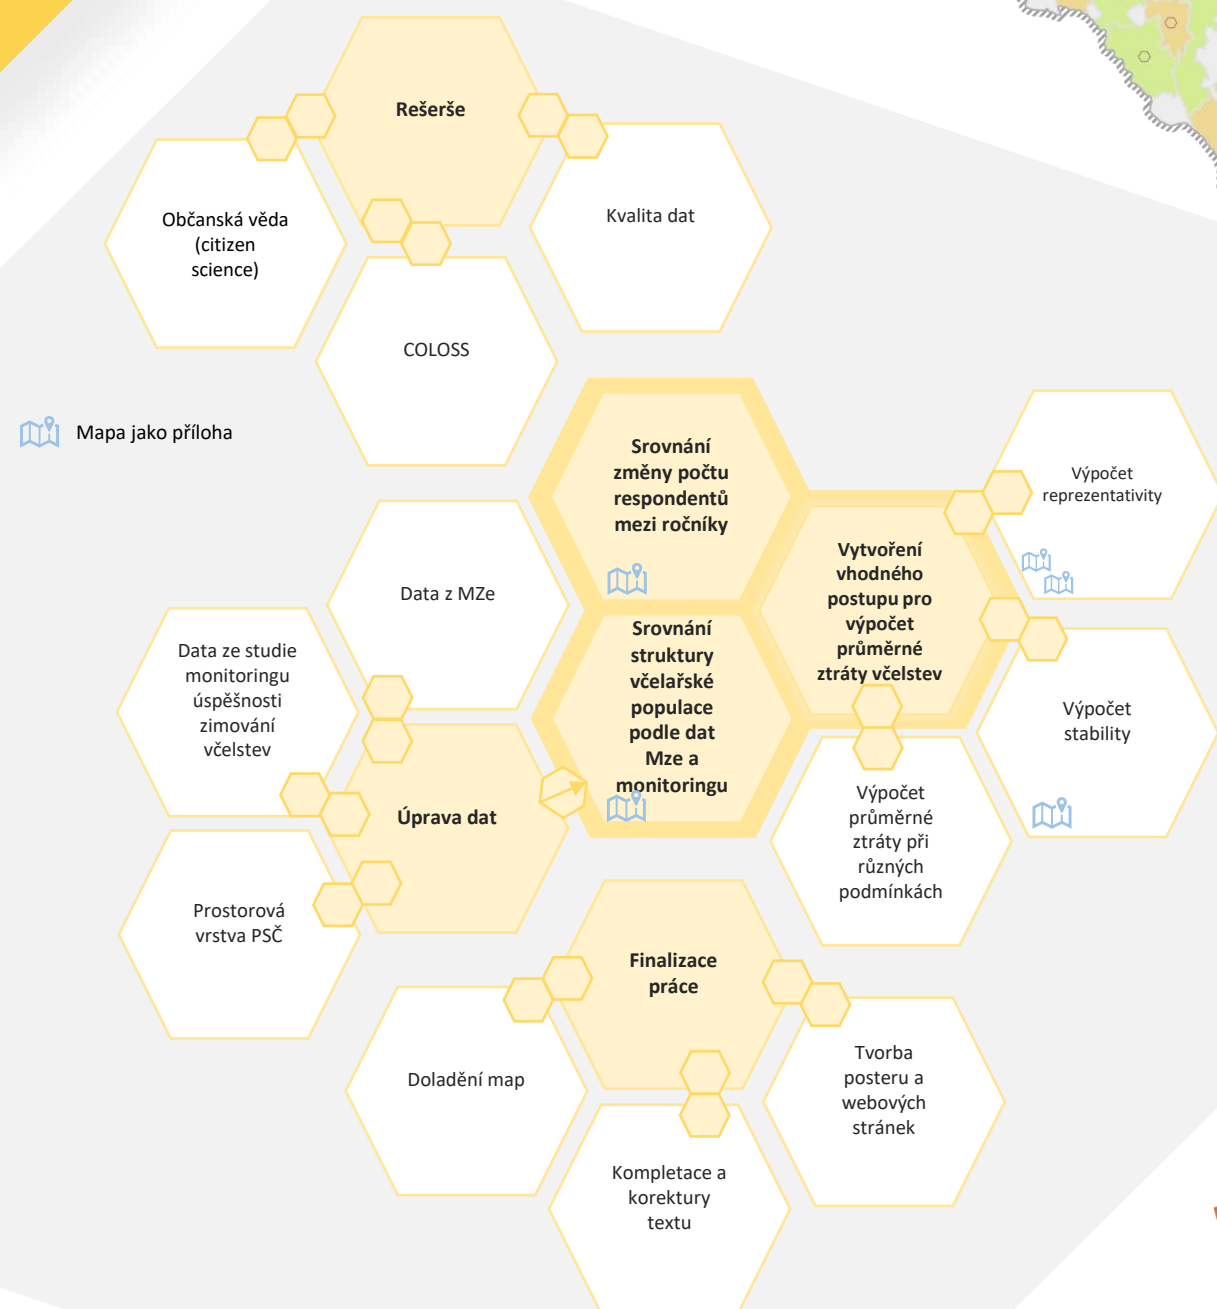 Rešerše
Občanská věda
(citizen
science)
Kvalita dat
COLOSS
Mapa jako příloha
Srovnání
změny počtu
respondentů
mezi ročníky
Výpočet
reprezentativity
Vytvoření
vhodného
postupu pro
výpočet
průměrné
ztráty včelstev
Data z MZe
Srovnání
struktury
včelařské
populace
podle dat
Mze a
monitoringu
Data ze studie
monitoringu
úspěšnosti
zimování
včelstev
Výpočet
stability
Úprava dat
Výpočet
průměrné
ztráty při
různých
podmínkách
Prostorová
vrstva PSČ
Finalizace
práce
Doladění map
Tvorba
posteru a
webových
stránek
Kompletace a
korektury
textu